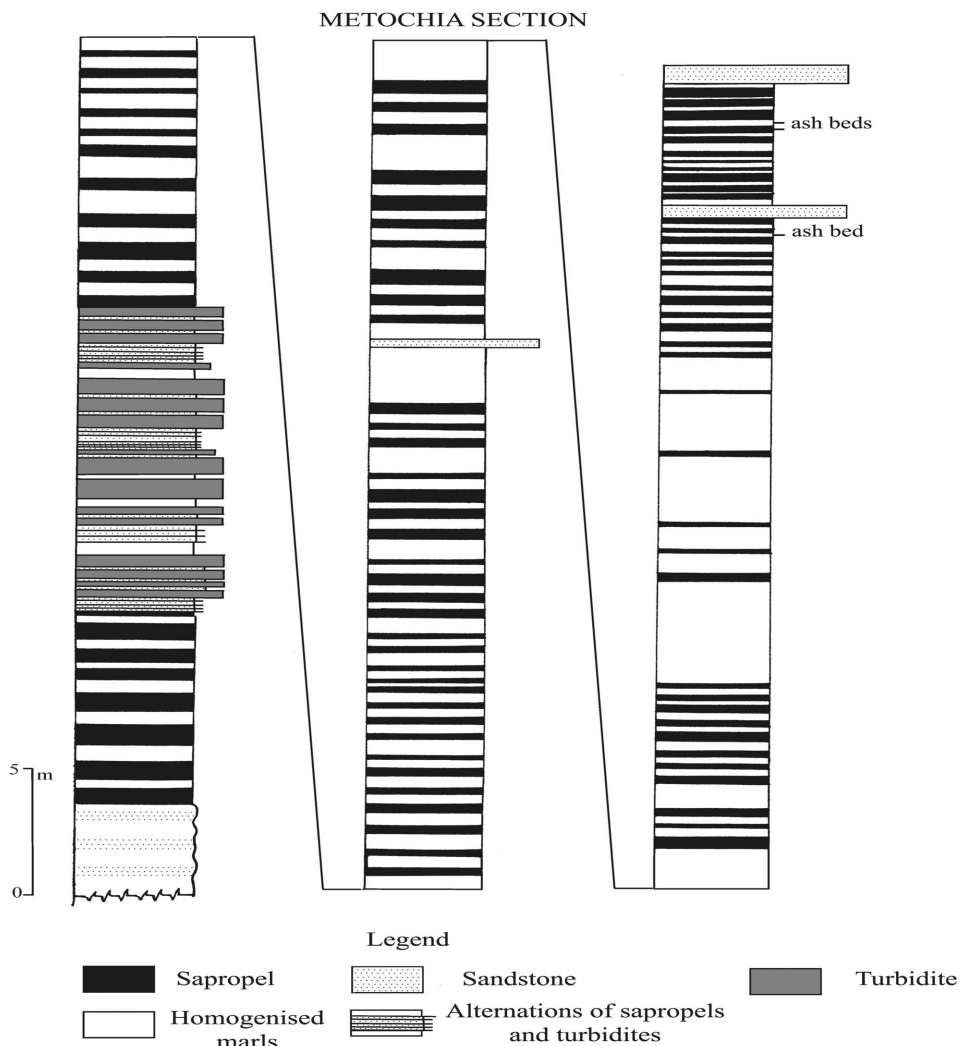 METOCHIA SECTION
ash beds
ash bed
5
m
0
Legend
Sapropel
Sandstone
Turbidite
Homogenised
marls
Alternations of sapropels
and turbidites